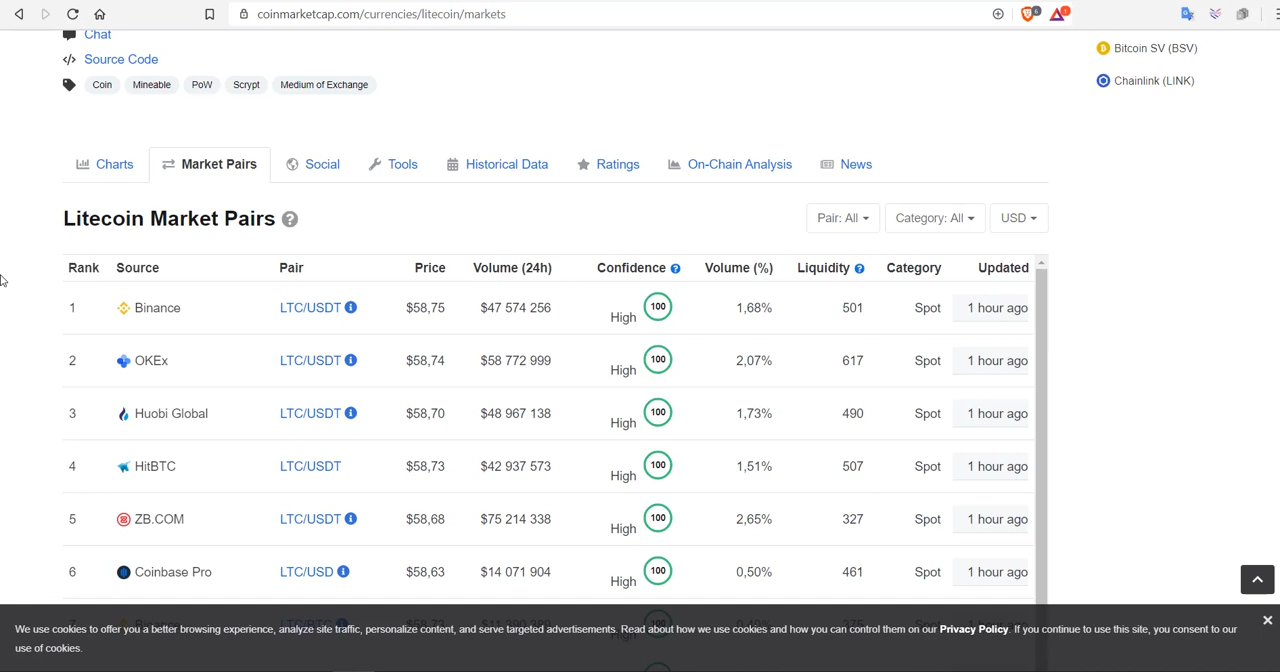 coinmarketcap.com/currencies/litecoin/markets
6
1
Chat
Source Code
Coin Mineable PoW Scrypt Medium of Exchange
Bitcoin SV (BSV)
Chainlink (LINK)
Charts Market Pairs Social Tools Historical Data Ratings On-Chain Analysis News
Litecoin Market Pairs ?
Pair: All Category: All USD
Rank Source Pair Price Volume (24h) Confidence ? Volume (%) Liquidity ? Category Updated
1 Binance LTC/USDT $58,75 $47 574 256 High 100 1,68% 501 Spot 1 hour ago
2 OKEx LTC/USDT $58,74 $58 772 999 High 100 2,07% 617 Spot 1 hour ago
3 Huobi Global LTC/USDT $58,70 $48 967 138 High 100 1,73% 490 Spot 1 hour ago
4 HitBTC LTC/USDT $58,73 $42 937 573 High 100 1,51% 507 Spot 1 hour ago
5 ZB.COM LTC/USDT $58,68 $75 214 338 High 100 2,65% 327 Spot 1 hour ago
6 Coinbase Pro LTC/USD $58,63 $14 071 904 High 100 0,50% 461 Spot 1 hour ago
We use cookies to offer you a better browsing experience, analyze site traffic, personalize content, and serve targeted advertisements. Read about how we use cookies and how you can control them on our Privacy Policy. If you continue to use this site, you consent to our
use of cookies.